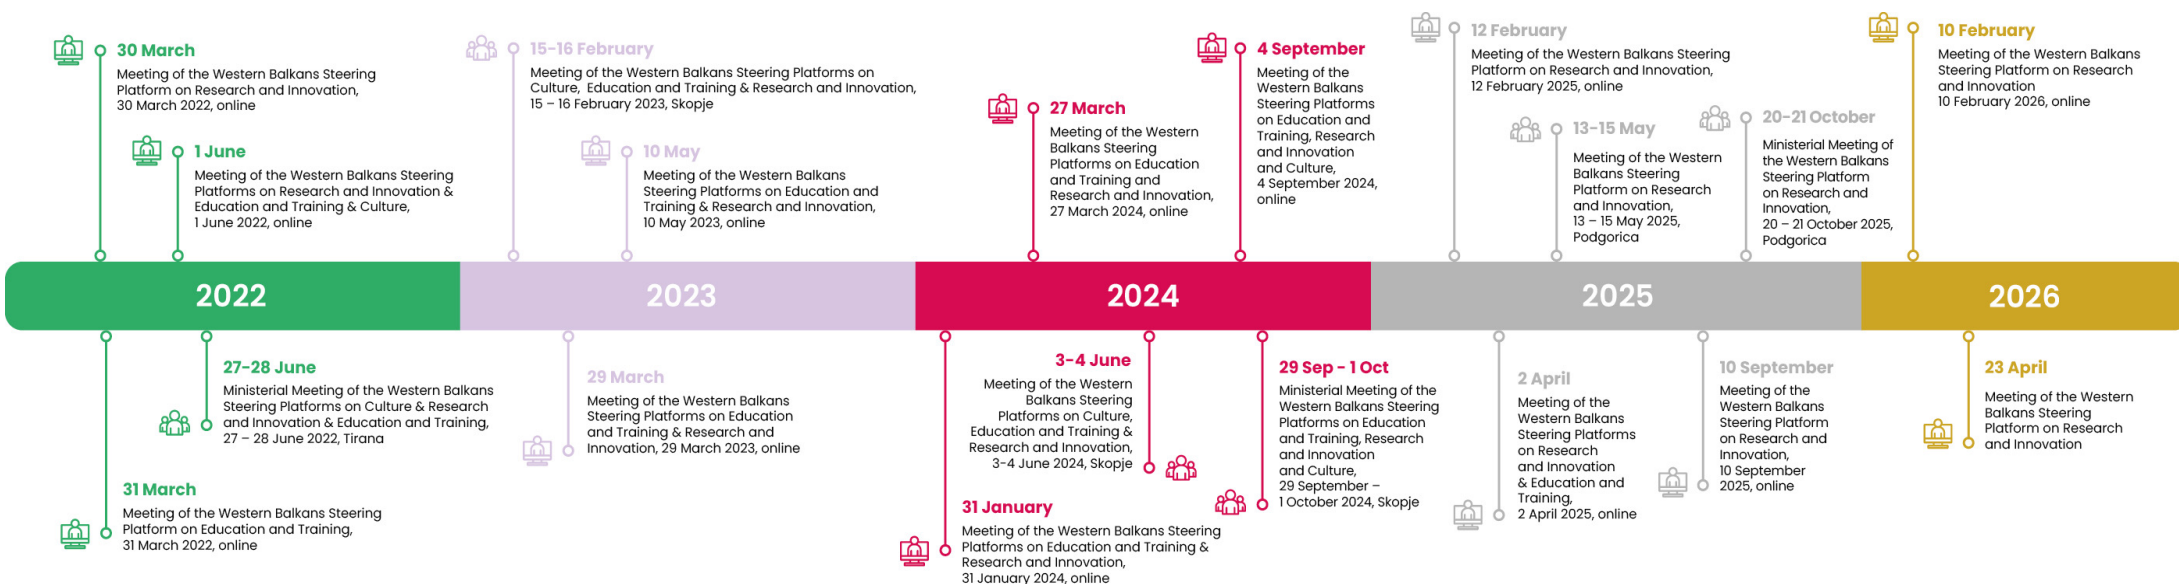 30 March
Meeting of the Western Balkans Steering
Platform on Research and Innovation,
30 March 2022, online
1 June
Meeting of the Western Balkans Steering
Platforms on Research and Innovation &
Education and Training & Culture,
1 June 2022, online
15-16 February
Meeting of the Western Balkans Steering Platforms on
Culture, Education and Training & Research and Innovation,
15 – 16 February 2023, Skopje
10 May
Meeting of the Western Balkans
Steering Platforms on Education and
Training & Research and Innovation,
10 May 2023, online
27 March
Meeting of the Western
Balkans Steering
Platforms on Education
and Training and
Research and Innovation,
27 March 2024, online
4 September
Meeting of the
Western Balkans
Steering Platforms
on Education and
Training, Research
and Innovation
and Culture,
4 September 2024,
online
12 February
Meeting of the Western Balkans Steering
Platform on Research and Innovation,
12 February 2025, online
13-15 May
Meeting of the Western
Balkans Steering
Platform on Research
and Innovation,
13 – 15 May 2025,
Podgorica
20-21 October
Ministerial Meeting of
the Western Balkans
Steering Platform
on Research and
Innovation,
20 – 21 October 2025,
Podgorica
10 February
Meeting of the Western Balkans
Steering Platform on Research
and Innovation
10 February 2026, online
2022
2023
2024
2025
2026
27-28 June
Ministerial Meeting of the Western Balkans
Steering Platforms on Culture & Research
and Innovation & Education and Training,
27 – 28 June 2022, Tirana
31 March
Meeting of the Western Balkans Steering
Platform on Education and Training,
31 March 2022, online
29 March
Meeting of the Western Balkans
Steering Platforms on Education
and Training & Research and
Innovation, 29 March 2023, online
31 January
Meeting of the Western Balkans Steering
Platforms on Education and Training &
Research and Innovation,
31 January 2024, online
3-4 June
Meeting of the Western
Balkans Steering
Platforms on Culture,
Education and Training &
Research and Innovation,
3-4 June 2024, Skopje
29 Sep - 1 Oct
Ministerial Meeting of the
Western Balkans Steering
Platforms on Education
and Training, Research
and Innovation
and Culture,
29 September –
1 October 2024, Skopje
2 April
Meeting of the
Western Balkans
Steering Platforms
on Research
and Innovation
& Education and
Training,
2 April 2025, online
10 September
Meeting of the
Western Balkans
Steering Platform
on Research and
Innovation,
10 September
2025, online
23 April
Meeting of the Western
Balkans Steering
Platform on Research
and Innovation